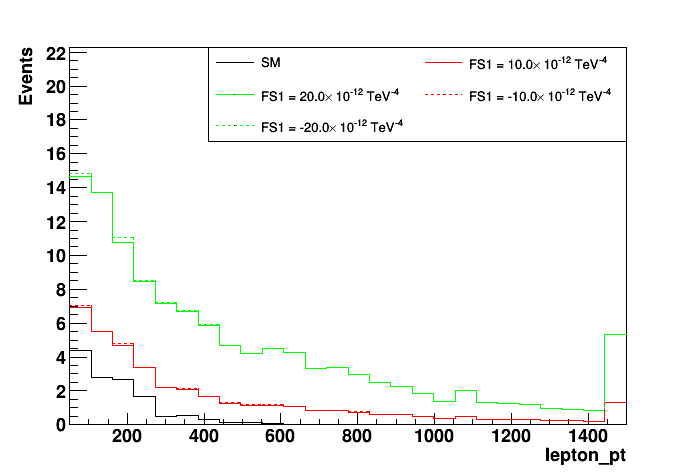 Events
22
20
18
16
14
12
10
8
6
4
2
0
SM
FS1 = 10.0× 10⁻¹² TeV⁻⁴
FS1 = 20.0× 10⁻¹² TeV⁻⁴
FS1 = -10.0× 10⁻¹² TeV⁻⁴
FS1 = -20.0× 10⁻¹² TeV⁻⁴
200 400 600 800 1000 1200 1400
lepton_pt